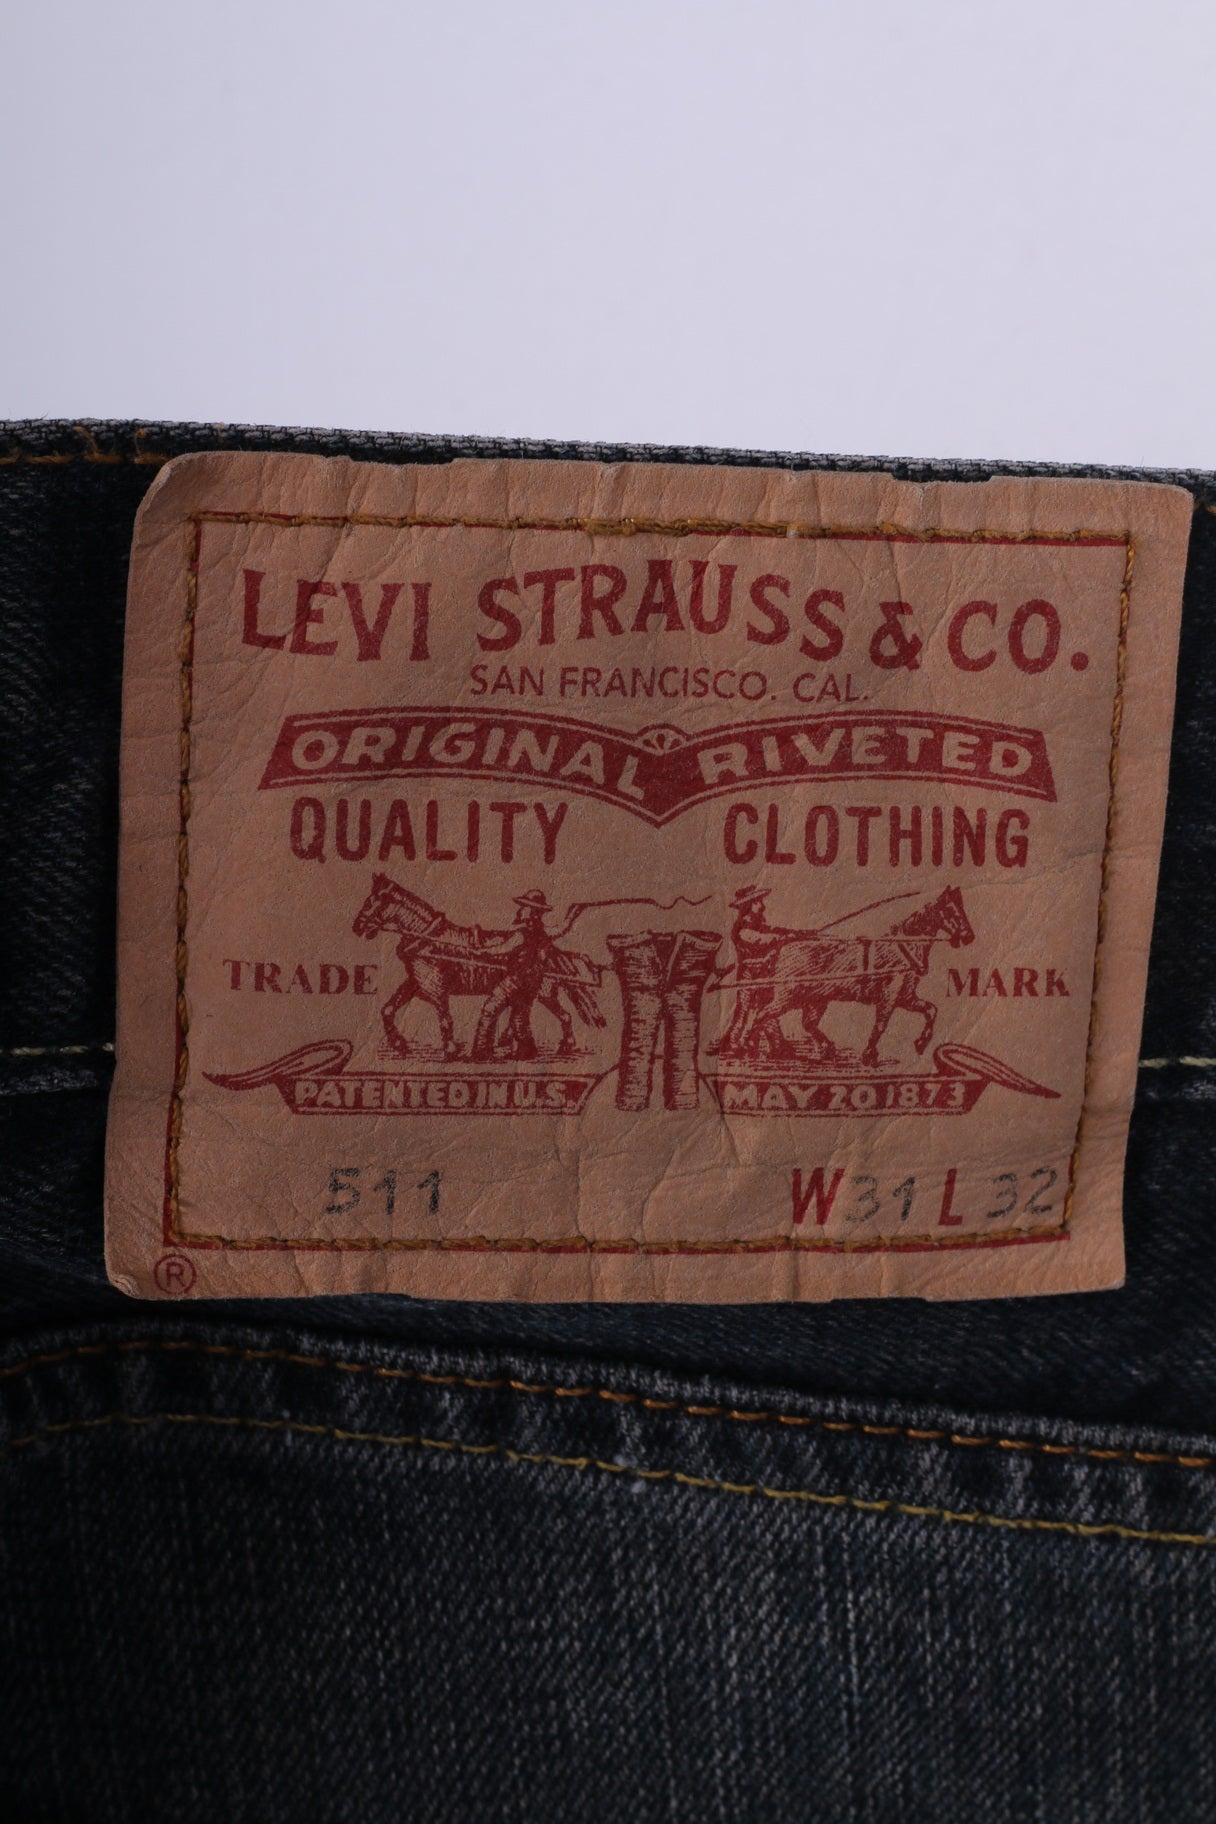 LEVI STRAUSS & CO.
SAN FRANCISCO. CAL.
ORIGINAL RIVETED
QUALITY CLOTHING
TRADE MARK
PATENTED IN U.S. MAY 20 1873
511 W31 L 32
®